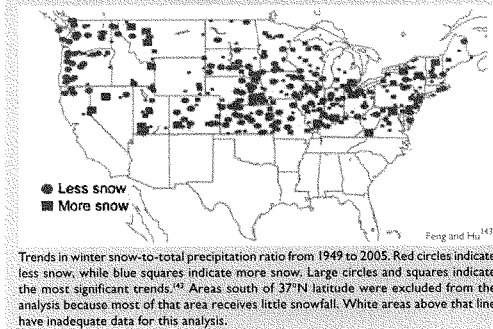 Less snow
More snow
Feng and Hu143
Trends in winter snow-to-total precipitation ratio from 1949 to 2005. Red circles indicate
less snow, while blue squares indicate more snow. Large circles and squares indicate
the most significant trends.142 Areas south of 37°N latitude were excluded from the
analysis because most of that area receives little snowfall. White areas above that line
have inadequate data for this analysis.